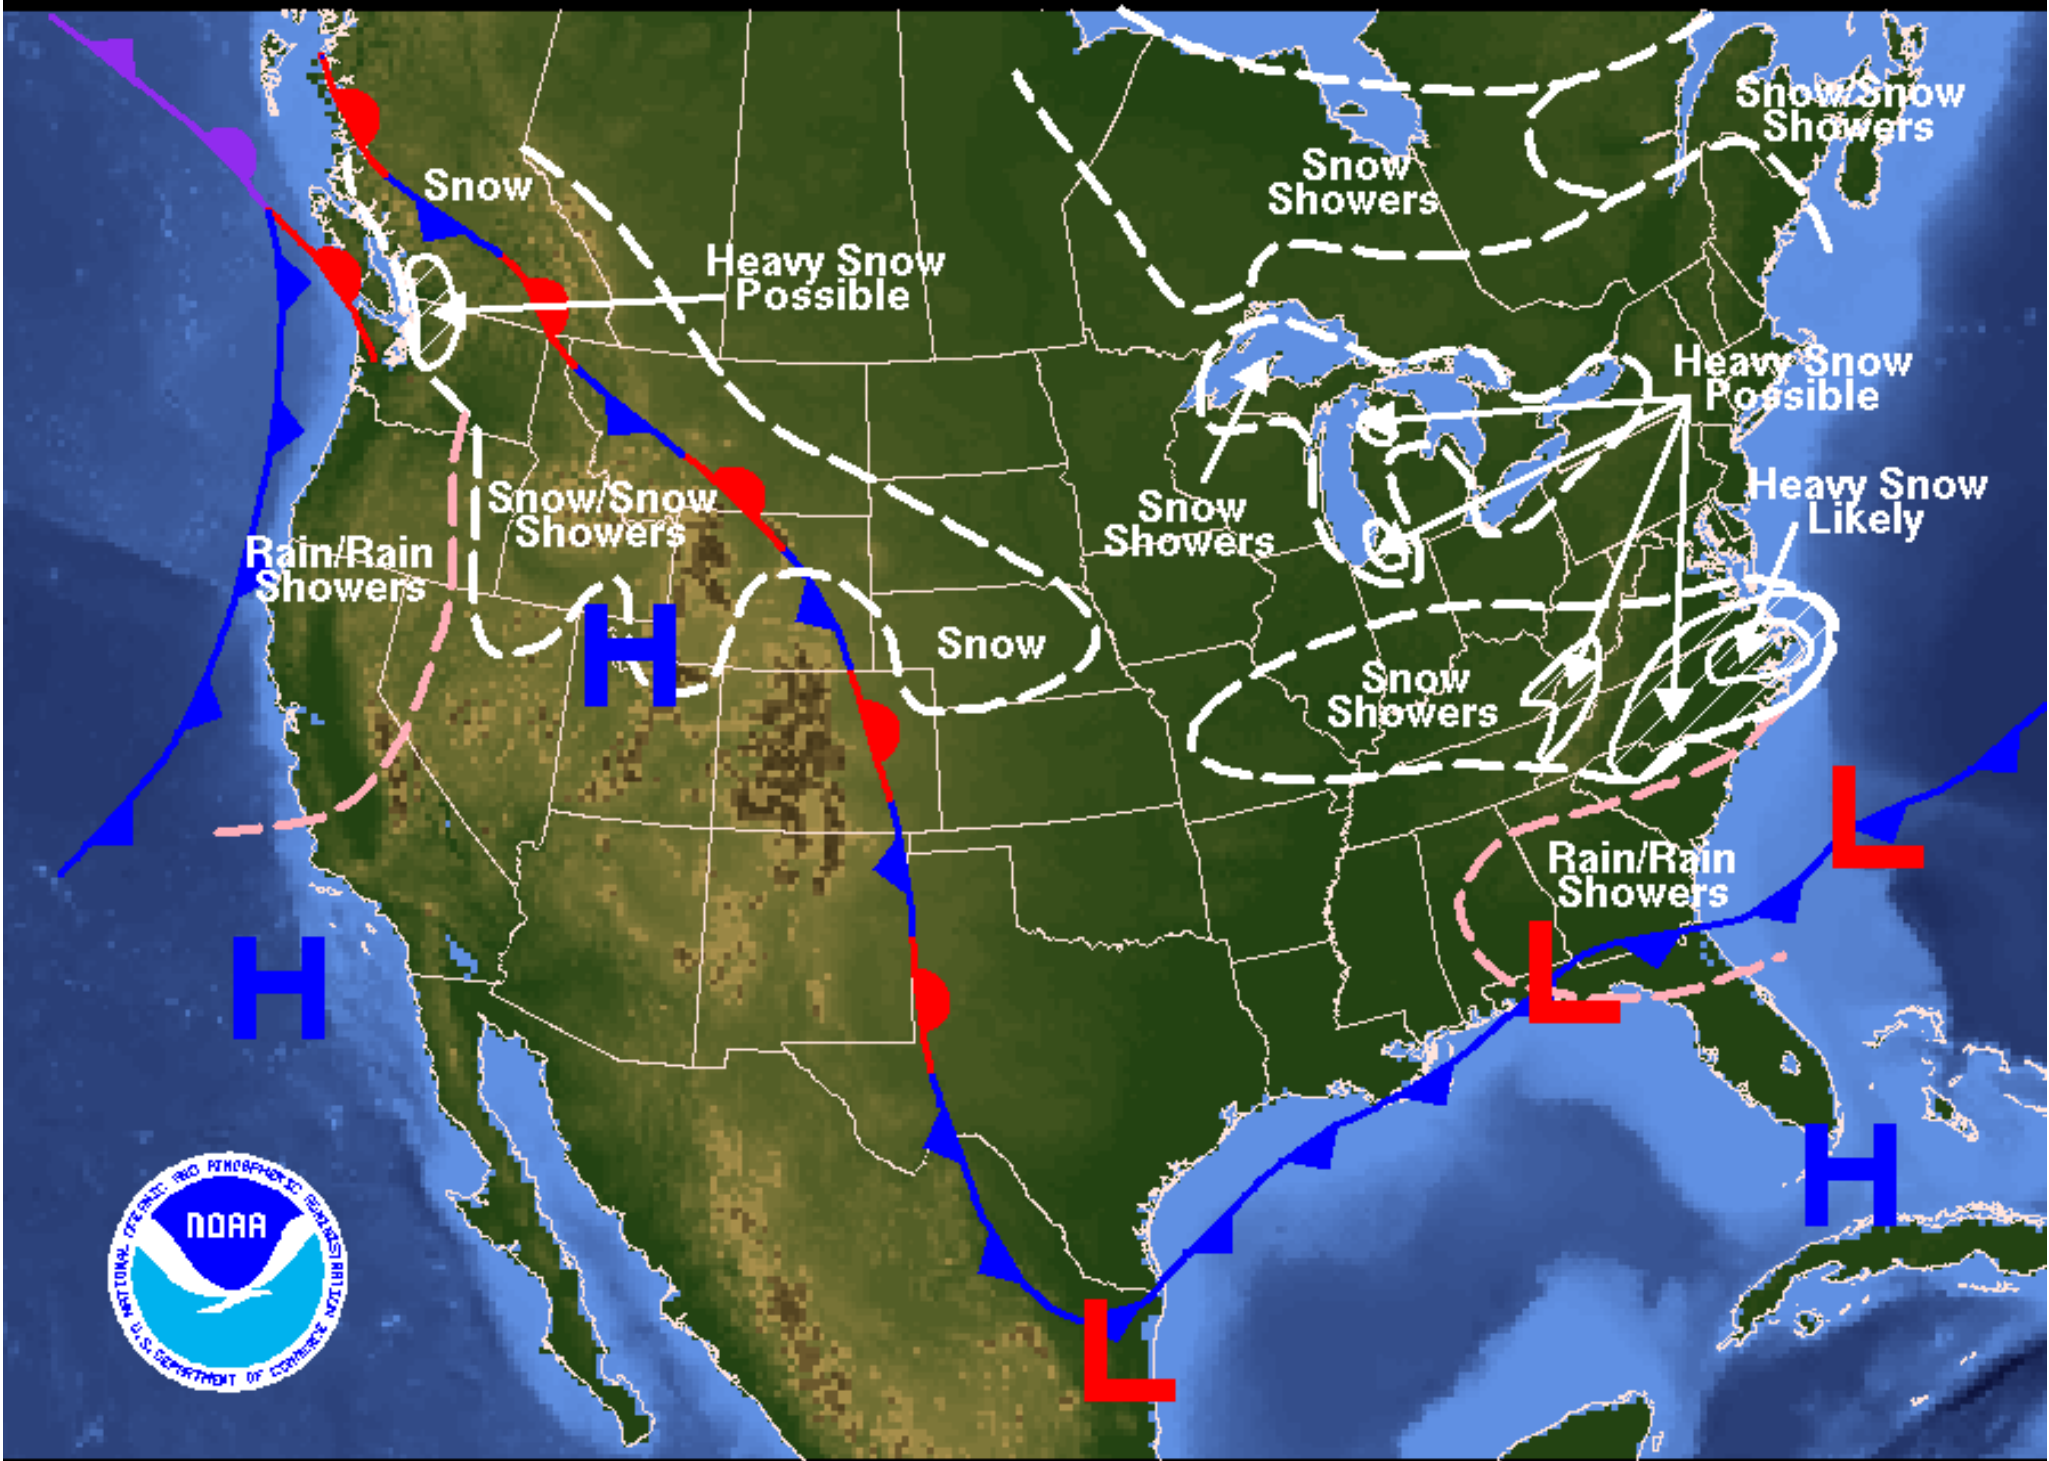 Snow/Snow
Showers
Snow
Showers
Snow
Heavy Snow
Possible
Heavy Snow
Possible
Snow/Snow
Showers
Rain/Rain
Showers
Snow
Showers
Heavy Snow
Likely
H
Snow
Snow
Showers
L
Rain/Rain
Showers
H
L
H
L
NOAA
NATIONAL OCEANIC AND ATMOSPHERIC ADMINISTRATION
U.S. DEPARTMENT OF COMMERCE